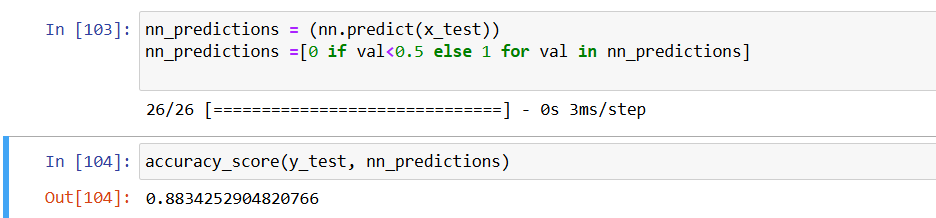 In [103]: nn_predictions = (nn.predict(x_test))
nn_predictions =[0 if val<0.5 else 1 for val in nn_predictions]
26/26 [==============================] - 0s 3ms/step
In [104]: accuracy_score(y_test, nn_predictions)
Out[104]: 0.8834252904820766